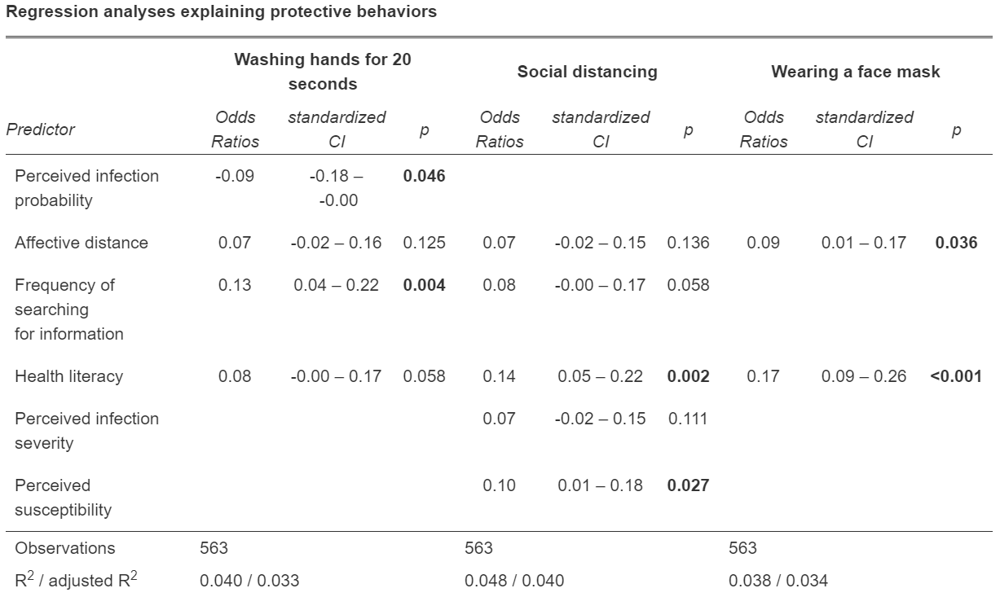 Regression analyses explaining protective behaviors
Washing hands for 20
seconds
Social distancing
Wearing a face mask
Predictor
Odds
Ratios
standardized
CI
p
Odds
Ratios
standardized
CI
p
Odds
Ratios
standardized
CI
p
Perceived infection
probability
-0.09
-0.18 –
-0.00
0.046
Affective distance 0.07 -0.02 – 0.16 0.125 0.07 -0.02 – 0.15 0.136 0.09 0.01 – 0.17 0.036
Frequency of 0.13 0.04 – 0.22 0.004 0.08 -0.00 – 0.17 0.058
searching
for information
Health literacy 0.08 -0.00 – 0.17 0.058 0.14 0.05 – 0.22 0.002 0.17 0.09 – 0.26 <0.001
Perceived infection 0.07 -0.02 – 0.15 0.111
severity
Perceived 0.10 0.01 – 0.18 0.027
susceptibility
Observations 563 563 563
R2 / adjusted R2 0.040 / 0.033 0.048 / 0.040 0.038 / 0.034